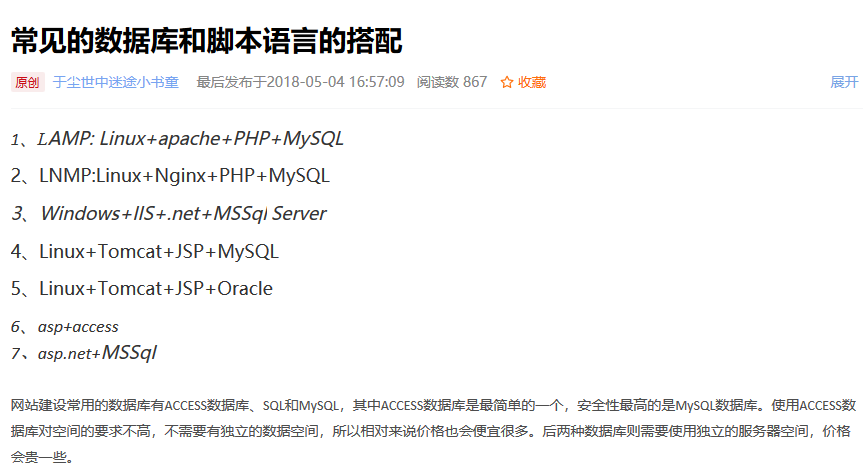 常见的数据库和脚本语言的搭配
原创 于尘世中迷途小书童 最后发布于2018-05-04 16:57:09 阅读数 867 收藏 展开
1、LAMP: Linux+apache+PHP+MySQL
2、LNMP:Linux+Nginx+PHP+MySQL
3、Windows+IIS+.net+MSSql Server
4、Linux+Tomcat+JSP+MySQL
5、Linux+Tomcat+JSP+Oracle
6、asp+access
7、asp.net+MSSql
网站建设常用的数据库有ACCESS数据库、SQL和MySQL，其中ACCESS数据库是最简单的一个，安全性最高的是MySQL数据库。使用ACCESS数
据库对空间的要求不高，不需要有独立的数据空间，所以相对来说价格也会便宜很多。后两种数据库则需要使用独立的服务器空间，价格
会贵一些。